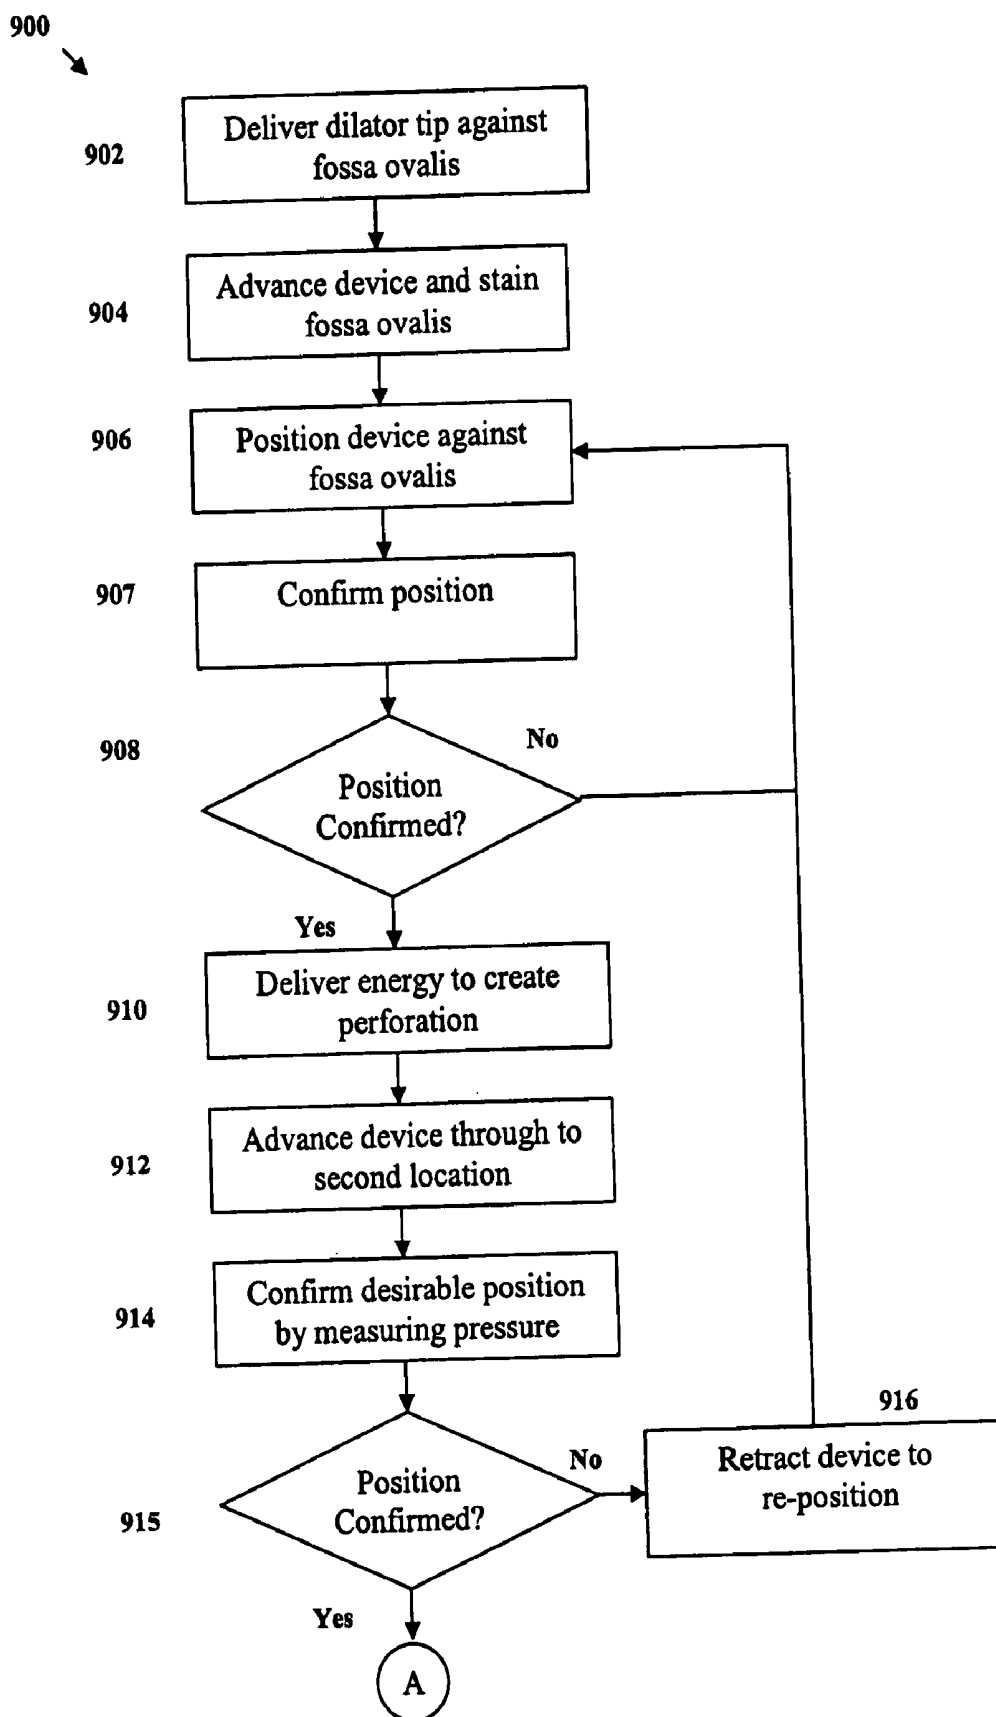 900
902
Deliver dilator tip against
fossa ovalis
904
Advance device and stain
fossa ovalis
906
Position device against
fossa ovalis
907
Confirm position
908
Position
Confirmed?
No
Yes
910
Deliver energy to create
perforation
912
Advance device through to
second location
914
Confirm desirable position
by measuring pressure
915
Position
Confirmed?
No
916
Retract device to
re-position
Yes
A